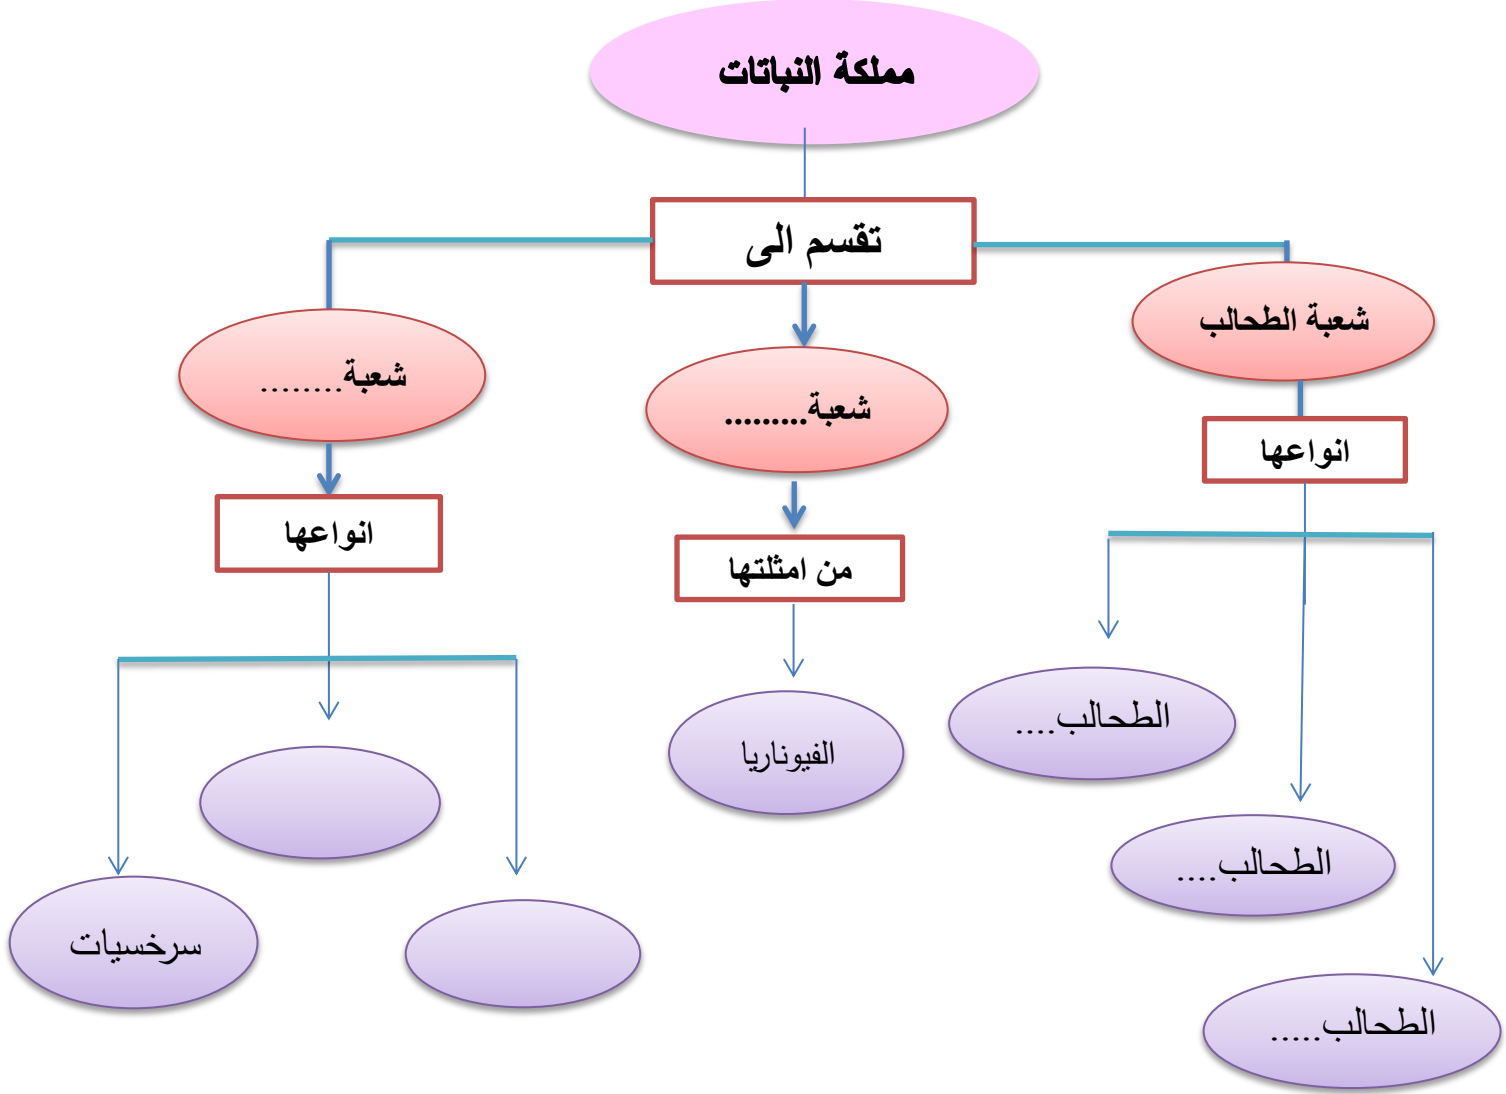 مملكة النباتات
تقسم الى
شعبة الطحالب
شعبة.........
شعبة........
انواعها
من امثلتها
انواعها
الطحالب....
الطحالب....
الطحالب.....
الفيوناريا
سرخسيات